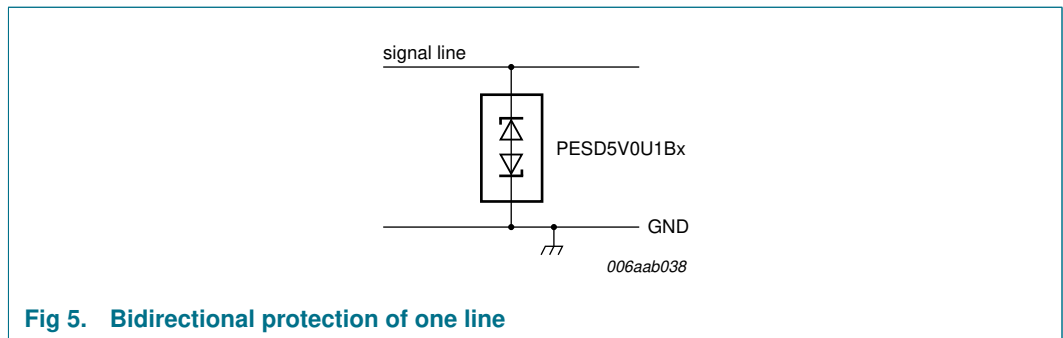 signal line
PESD5V0U1Bx
GND
006aab038
Fig 5. Bidirectional protection of one line